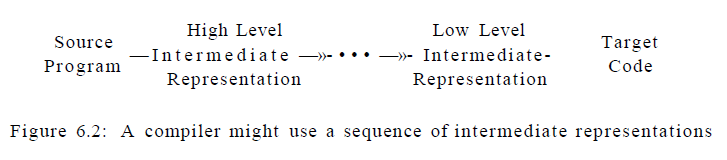 Source
Program
High Level
—Intermediate —»- • • • —»- Intermediate-
Representation
Low Level
Representation
Target
Code
Figure 6.2: A compiler might use a sequence of intermediate representations